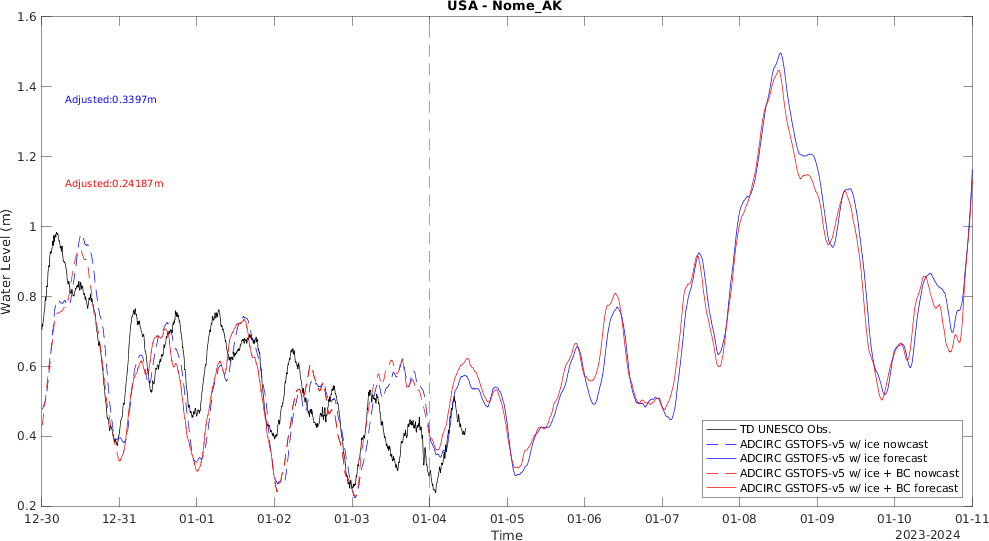 USA - Nome_AK
1.6
1.4
1.2
1
0.8
0.6
0.4
0.2
Water Level (m)
Adjusted:0.3397m
Adjusted:0.24187m
TD UNESCO Obs.
ADCIRC GSTOFS-v5 w/ ice nowcast
ADCIRC GSTOFS-v5 w/ ice forecast
ADCIRC GSTOFS-v5 w/ ice + BC nowcast
ADCIRC GSTOFS-v5 w/ ice + BC forecast
12-30 12-31 01-01 01-02 01-03 01-04 01-05 01-06 01-07 01-08 01-09 01-10 01-11
Time
2023-2024